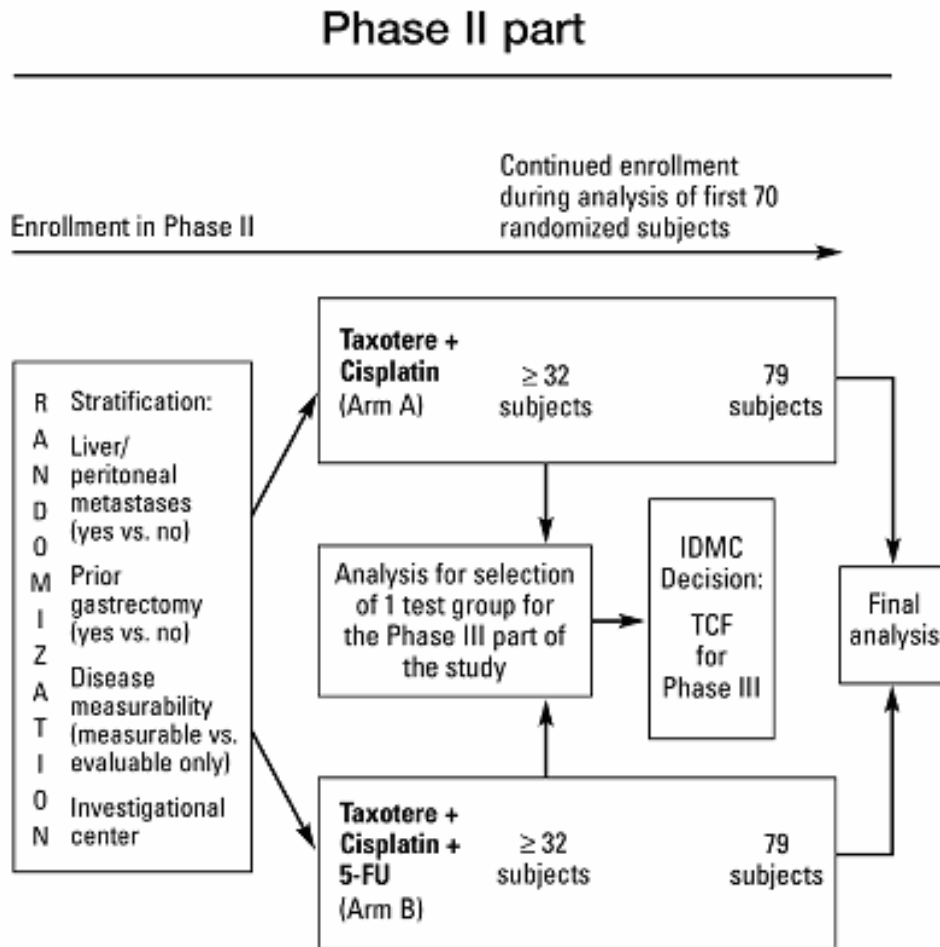 Phase II part
Continued enrollment
during analysis of first 70
randomized subjects
Enrollment in Phase II
RANDOMIZATION
Stratification:
Liver/
peritoneal
metastases
(yes vs. no)
Prior
gastrectomy
(yes vs. no)
Disease
measurability
(measurable vs.
evaluable only)
Investigational
center
Taxotere +
Cisplatin
(Arm A)
≥ 32
subjects
79
subjects
Analysis for selection
of 1 test group for
the Phase III part of
the study
IDMC
Decision:
TCF
for
Phase III
Final
analysis
Taxotere +
Cisplatin +
5-FU
(Arm B)
≥ 32
subjects
79
subjects